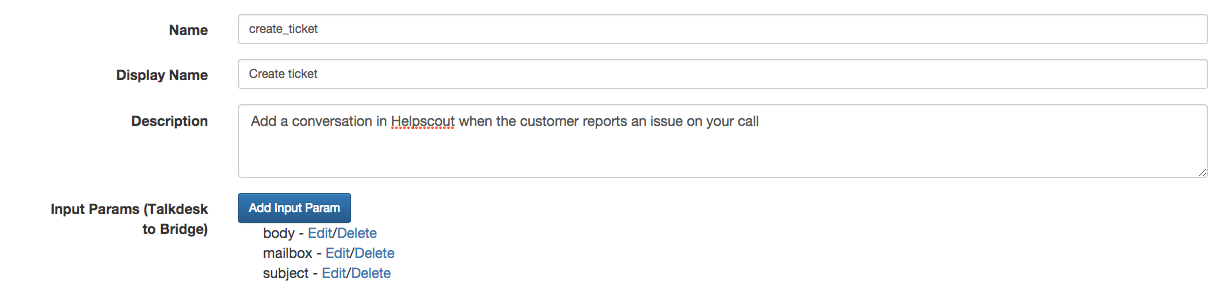 Name create_ticket
Display Name Create ticket
Description Add a conversation in Helpscout when the customer reports an issue on your call
Input Params (Talkdesk Add Input Param
to Bridge)
body - Edit/Delete
mailbox - Edit/Delete
subject - Edit/Delete